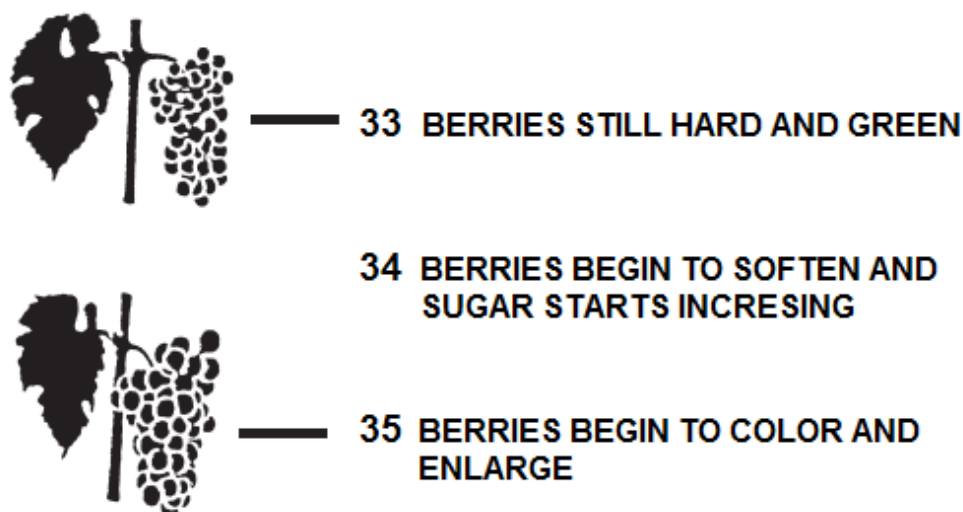 33 BERRIES STILL HARD AND GREEN
34 BERRIES BEGIN TO SOFTEN AND
SUGAR STARTS INCRESING
35 BERRIES BEGIN TO COLOR AND
ENLARGE